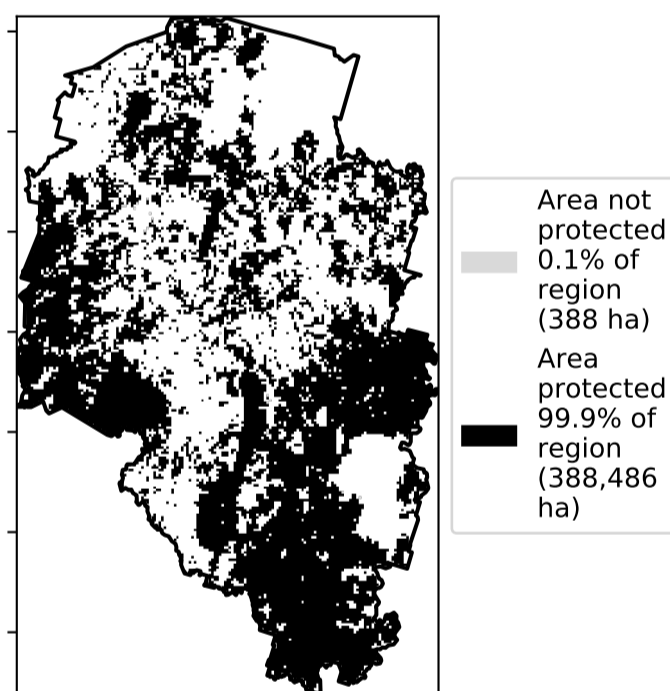 Area not
protected
0.1% of
region
(388 ha)
Area
protected
99.9% of
region
(388,486
ha)